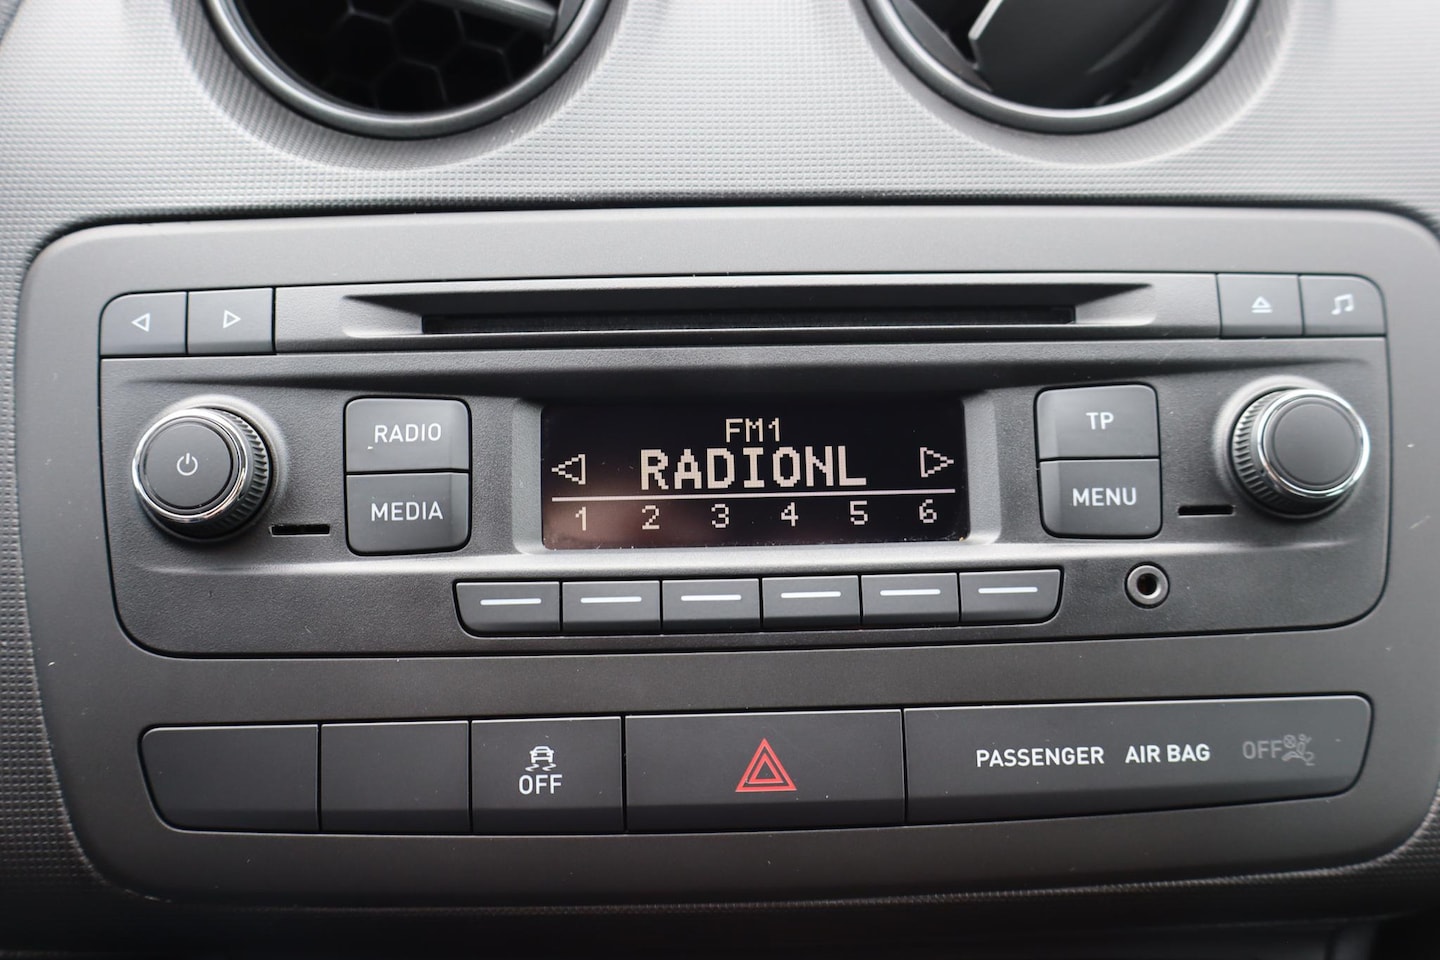 RADIO
MEDIA
FM1
RADIONL
1 2 3 4 5 6
TP
MENU
OFF
PASSENGER AIR BAG OFF